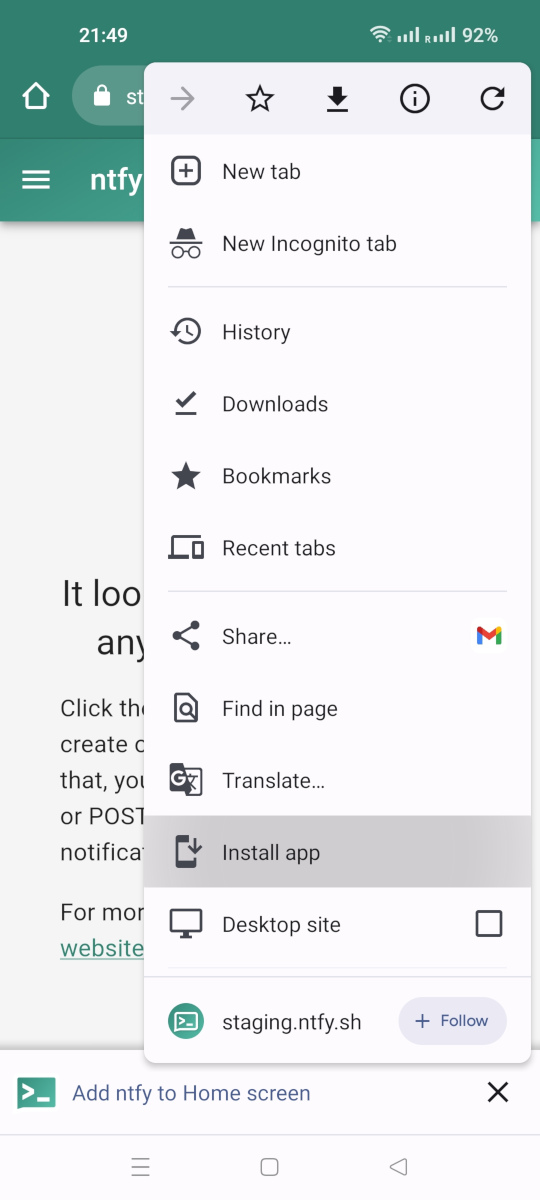 21:49 R 92%
st
New tab
ntfy
New Incognito tab
History
Downloads
Bookmarks
Recent tabs
It loo
any
Share...
Click the
Find in page
create o
that, you
Translate...
or POST
notificat
Install app
For mor
Desktop site
website
staging.ntfy.sh + Follow
Add ntfy to Home screen